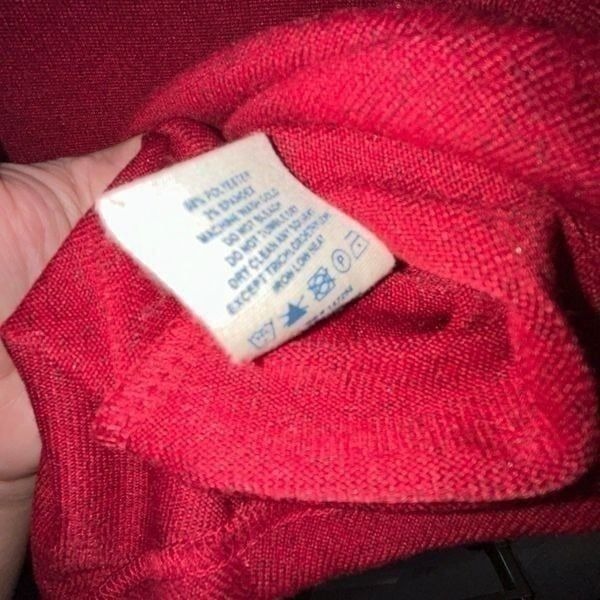 98% POLYESTER
2% SPANDEX
MACHINE WASH COLD
DO NOT BLEACH
DO NOT TUMBLE DRY
DRY CLEAN ANY SOLVENT
EXCEPT TRICHLOROETHYLENE
IRON LOW HEAT
P